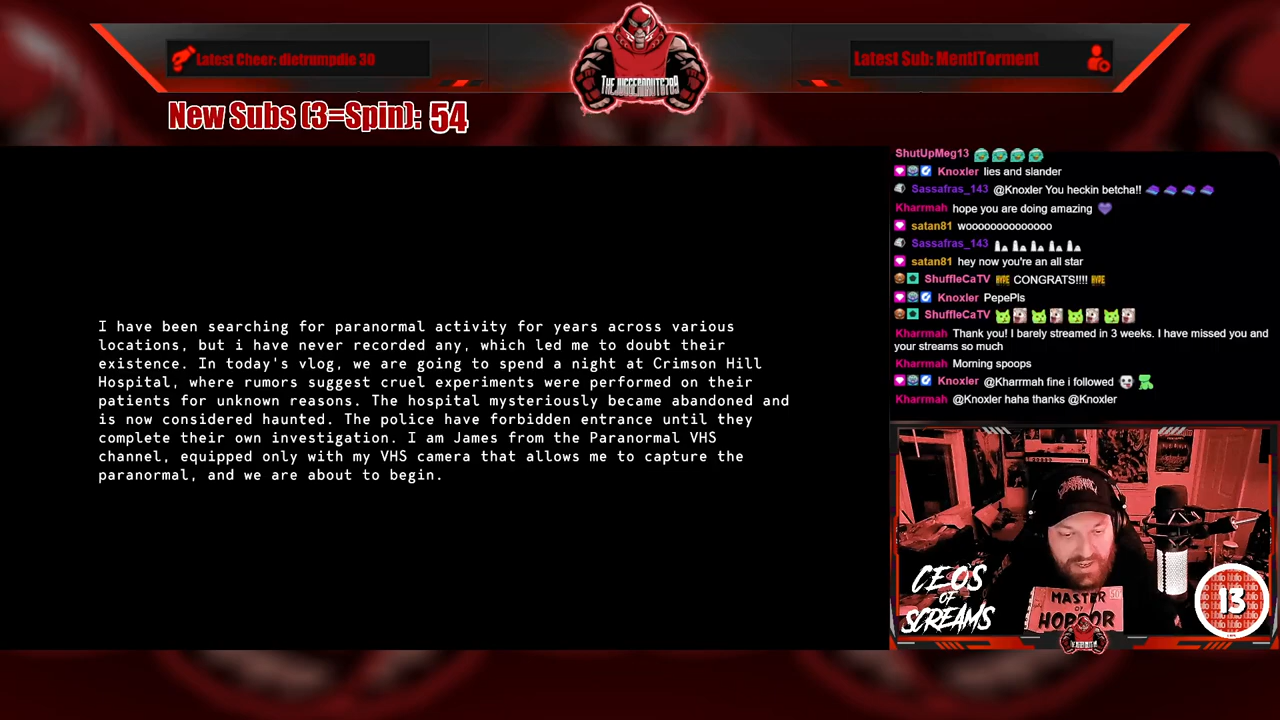 Latest Cheer: dietrumpdie 30
THEJUGGERNAUT6789
Latest Sub: MentlTorment
New Subs (3=Spin): 54
I have been searching for paranormal activity for years across various
locations, but i have never recorded any, which led me to doubt their
existence. In today's vlog, we are going to spend a night at Crimson Hill
Hospital, where rumors suggest cruel experiments were performed on their
patients for unknown reasons. The hospital mysteriously became abandoned and
is now considered haunted. The police have forbidden entrance until they
complete their own investigation. I am James from the Paranormal VHS
channel, equipped only with my VHS camera that allows me to capture the
paranormal, and we are about to begin.
ShutUpMeg13
Knoxler lies and slander
Sassafras_143 @Knoxler You heckin betcha!!
Kharrmah hope you are doing amazing
satan81 woooooooooooooo
Sassafras_143
satan81 hey now you're an all star
ShuffleCaTV HYPE CONGRATS!!!! HYPE
Knoxler PepePls
ShuffleCaTV
Kharrmah Thank you! I barely streamed in 3 weeks. I have missed you and
your streams so much
Kharrmah Morning spoops
Knoxler @Kharrmah fine i followed
Kharrmah @Knoxler haha thanks @Knoxler
CEO'S
OF
SCREAMS
MASTER
OF
HORROR
13